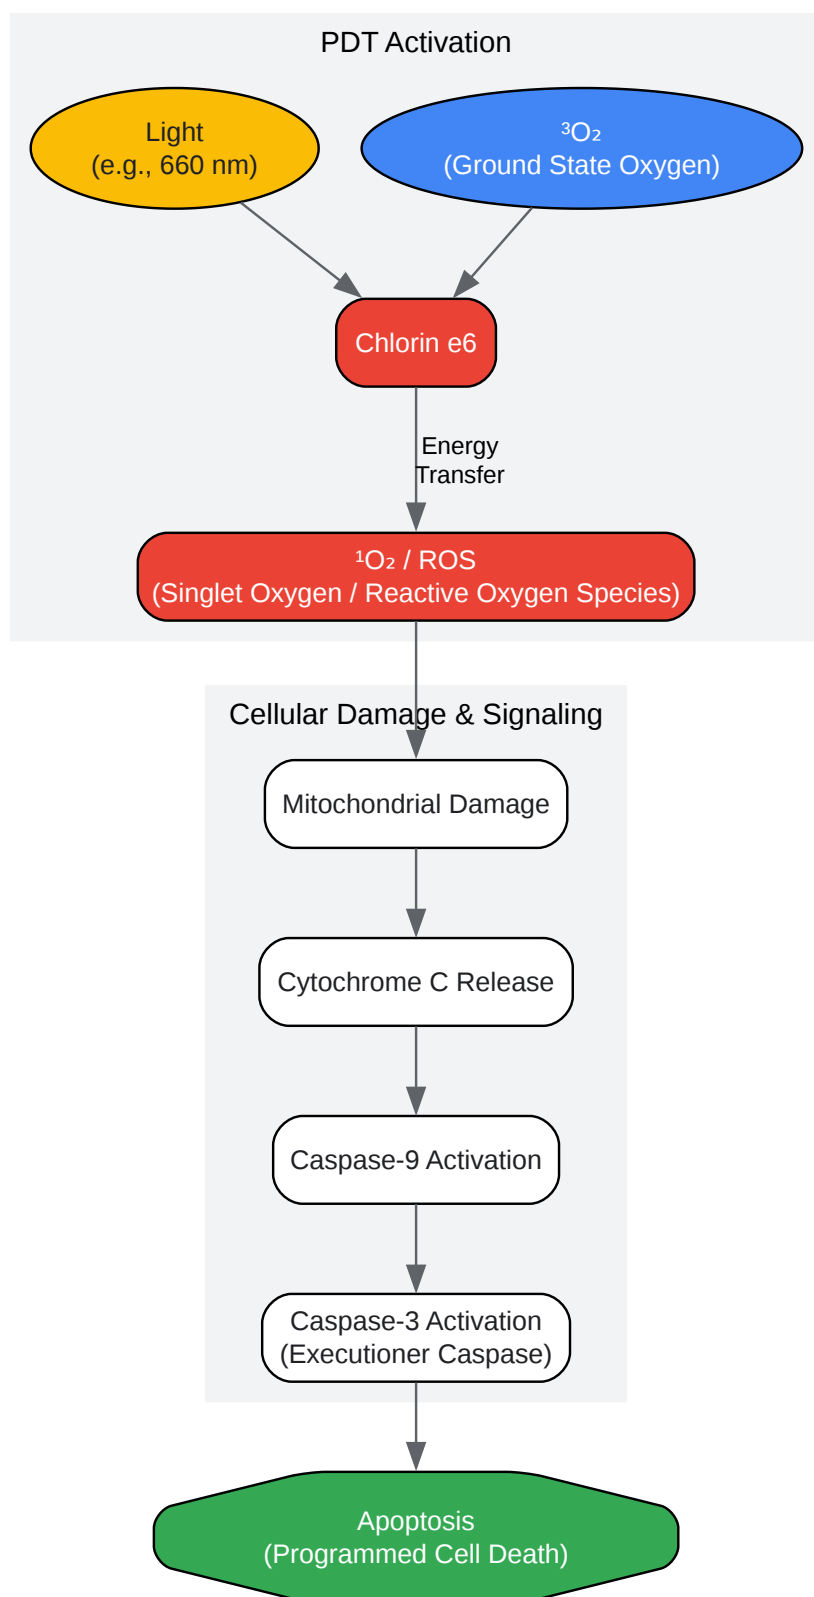 PDT Activation
Light
(e.g., 660 nm)
³O₂
(Ground State Oxygen)
Chlorin e6
Energy
Transfer
¹O₂ / ROS
(Singlet Oxygen / Reactive Oxygen Species)
Cellular Damage & Signaling
Mitochondrial Damage
Cytochrome C Release
Caspase-9 Activation
Caspase-3 Activation
(Executioner Caspase)
Apoptosis
(Programmed Cell Death)